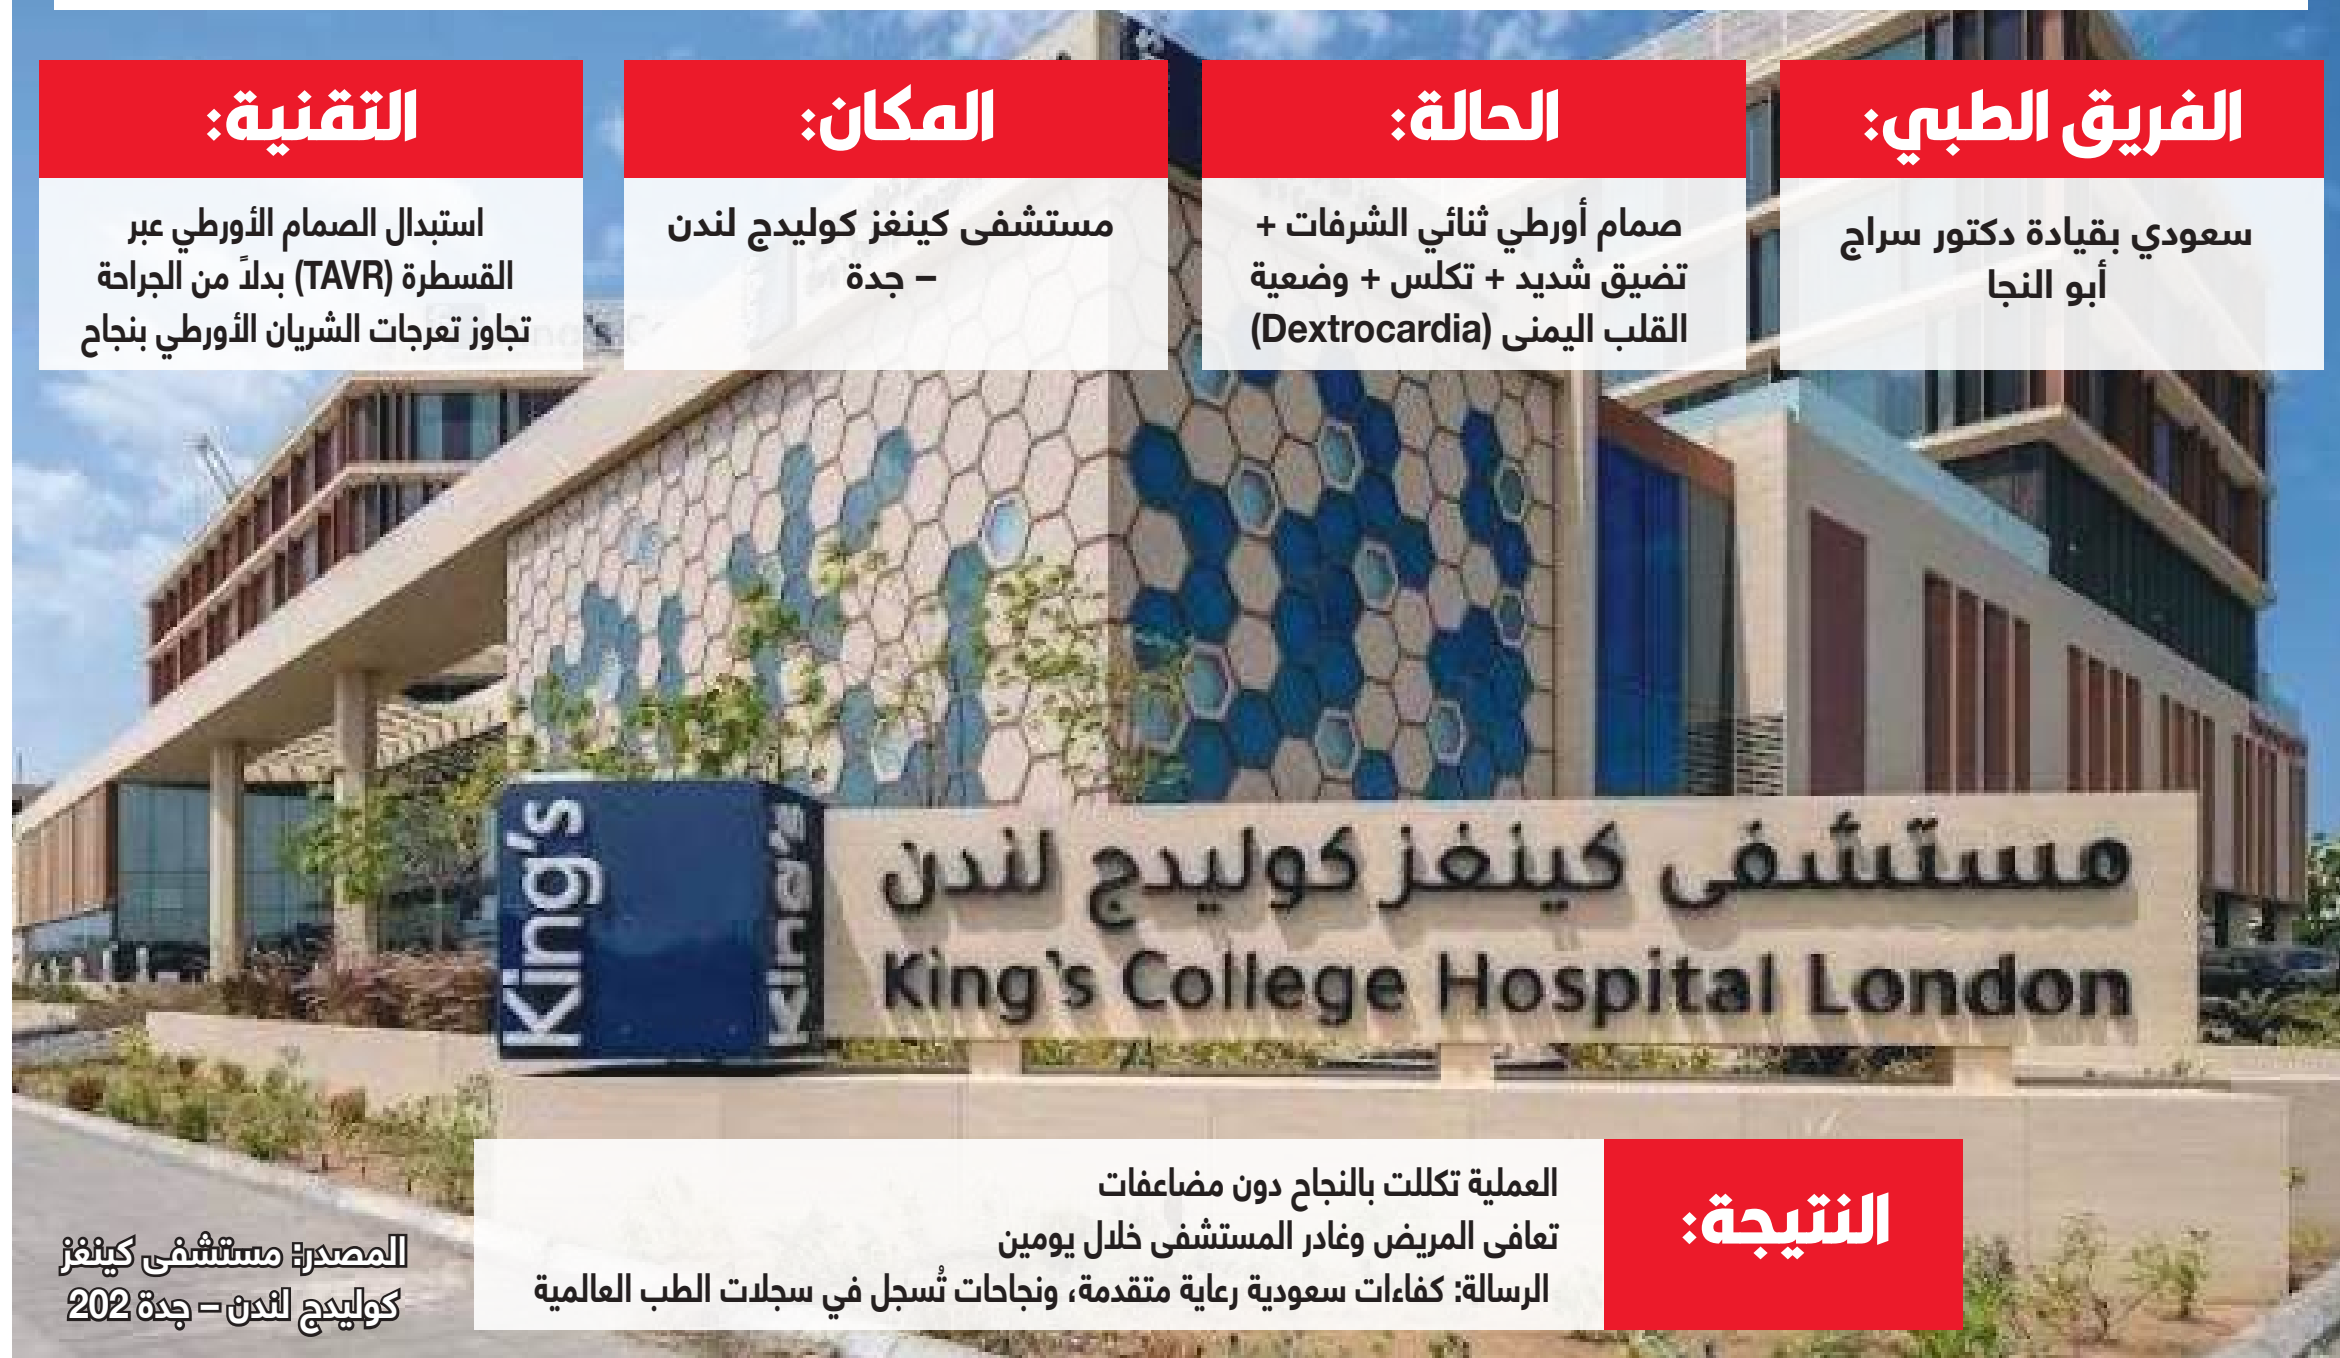 الفريق الطبي:
سعودي بقيادة دكتور سراج
أبو النجا
الحالة:
صمام أورطي ثنائي الشرفات +
تضيق شديد + تكلس + وضعية
القلب اليمنى (Dextrocardia)
المكان:
مستشفى كينغز كوليدج لندن
– جدة
التقنية:
استبدال الصمام الأورطي عبر
القسطرة (TAVR) بدلاً من الجراحة
تجاوز تعرجات الشريان الأورطي بنجاح
King's
King's
مستشفى كينغز كوليدج لندن
King's College Hospital London
النتيجة:
العملية تكللت بالنجاح دون مضاعفات
تعافى المريض وغادر المستشفى خلال يومين
الرسالة: كفاءات سعودية رعاية متقدمة، ونجاحات تُسجل في سجلات الطب العالمية
المصدر: مستشفى كينغز
كوليدج لندن – جدة 202